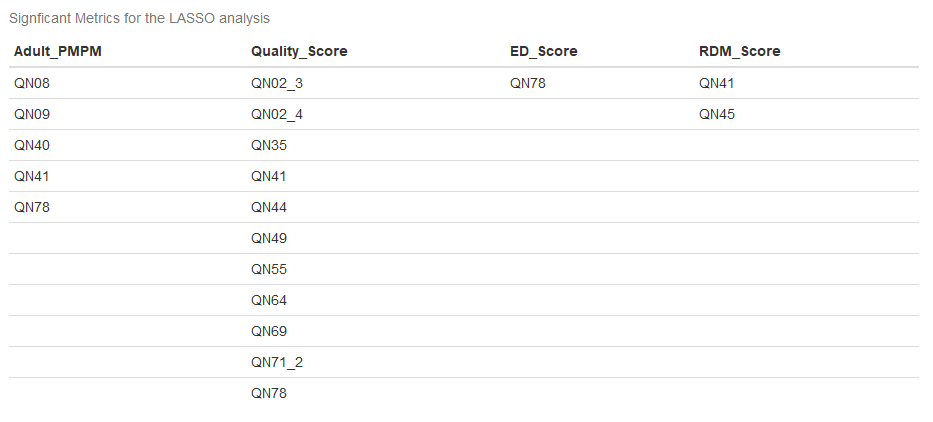 Signficant Metrics for the LASSO analysis
Adult_PMPM Quality_Score ED_Score RDM_Score
QN08 QN02_3 QN78 QN41
QN09 QN02_4 QN45
QN40 QN35
QN41 QN41
QN78 QN44
QN49
QN55
QN64
QN69
QN71_2
QN78